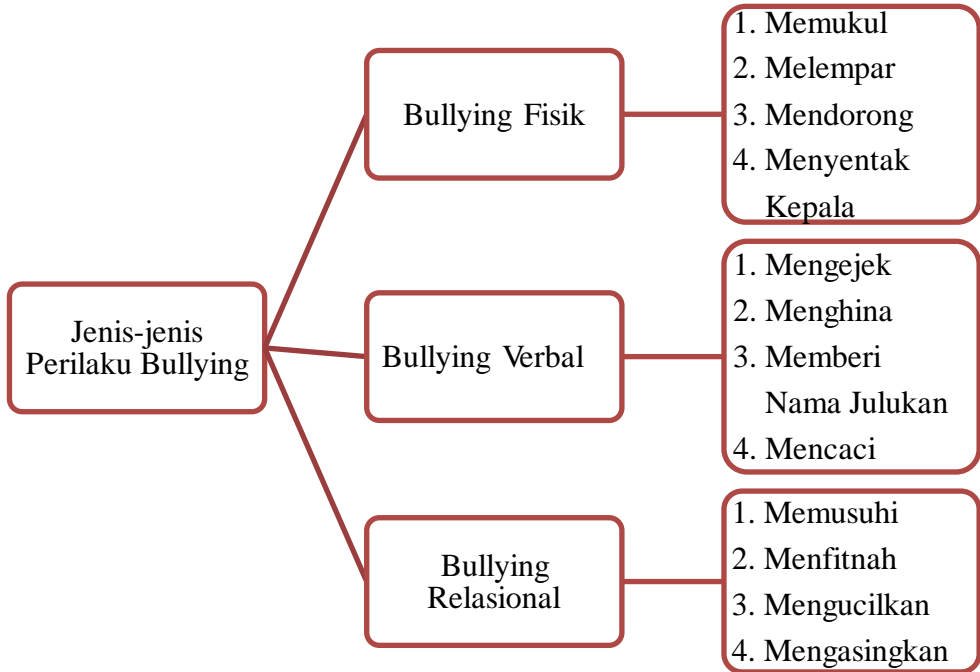 Jenis-jenis
Perilaku Bullying
Bullying Fisik
1. Memukul
2. Melempar
3. Mendorong
4. Menyentak
Kepala
Bullying Verbal
1. Mengejek
2. Menghina
3. Memberi
Nama Julukan
4. Mencaci
Bullying
Relasional
1. Memusuhi
2. Menfitnah
3. Mengucilkan
4. Mengasingkan